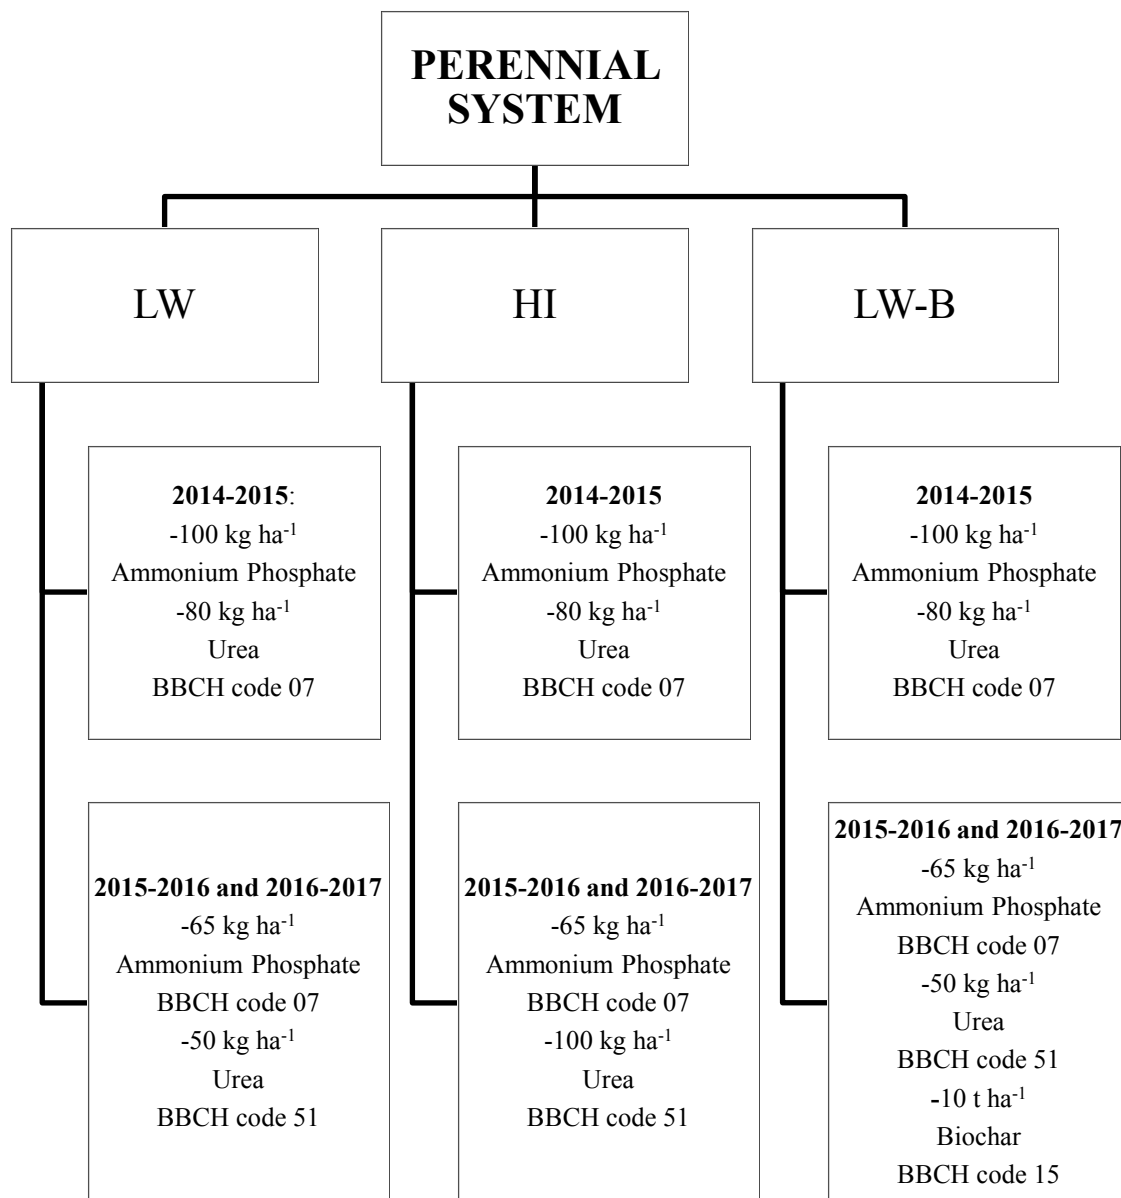 PERENNIAL
SYSTEM
LW
HI
LW-B
2014-2015:
-100 kg ha⁻¹
Ammonium Phosphate
-80 kg ha⁻¹
Urea
BBCH code 07
2014-2015
-100 kg ha⁻¹
Ammonium Phosphate
-80 kg ha⁻¹
Urea
BBCH code 07
2014-2015
-100 kg ha⁻¹
Ammonium Phosphate
-80 kg ha⁻¹
Urea
BBCH code 07
2015-2016 and 2016-2017
-65 kg ha⁻¹
Ammonium Phosphate
BBCH code 07
-50 kg ha⁻¹
Urea
BBCH code 51
2015-2016 and 2016-2017
-65 kg ha⁻¹
Ammonium Phosphate
BBCH code 07
-100 kg ha⁻¹
Urea
BBCH code 51
2015-2016 and 2016-2017
-65 kg ha⁻¹
Ammonium Phosphate
BBCH code 07
-50 kg ha⁻¹
Urea
BBCH code 51
-10 t ha⁻¹
Biochar
BBCH code 15